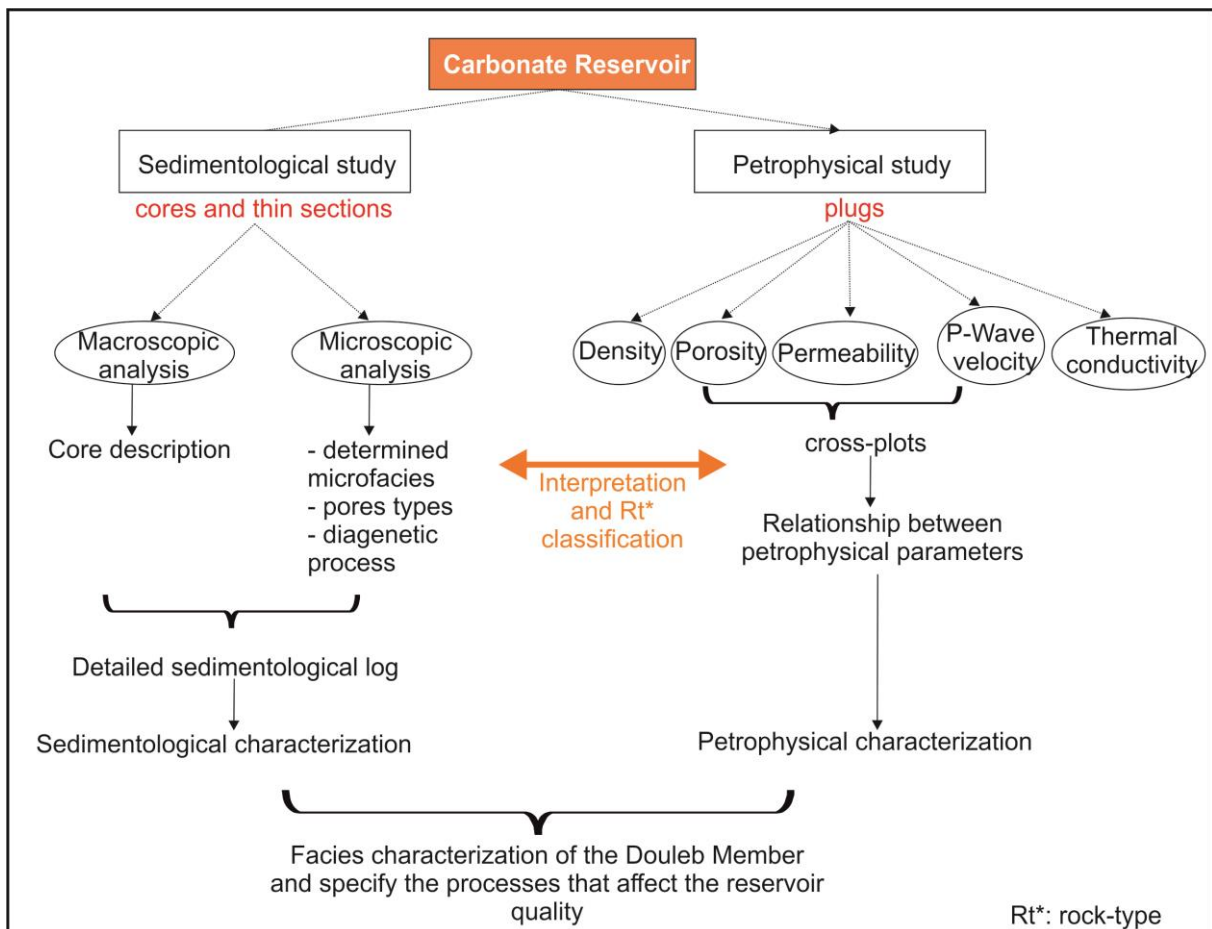 Carbonate Reservoir
Sedimentological study
cores and thin sections
Petrophysical study
plugs
Macroscopic
analysis
Microscopic
analysis
Density
Porosity
Permeability
P-Wave
velocity
Thermal
conductivity
Core description
- determined
microfacies
- pores types
- diagenetic
process
Interpretation
and Rt*
classification
cross-plots
Relationship between
petrophysical parameters
Detailed sedimentological log
Sedimentological characterization
Petrophysical characterization
Facies characterization of the Douleb Member
and specify the processes that affect the reservoir
quality
Rt*: rock-type